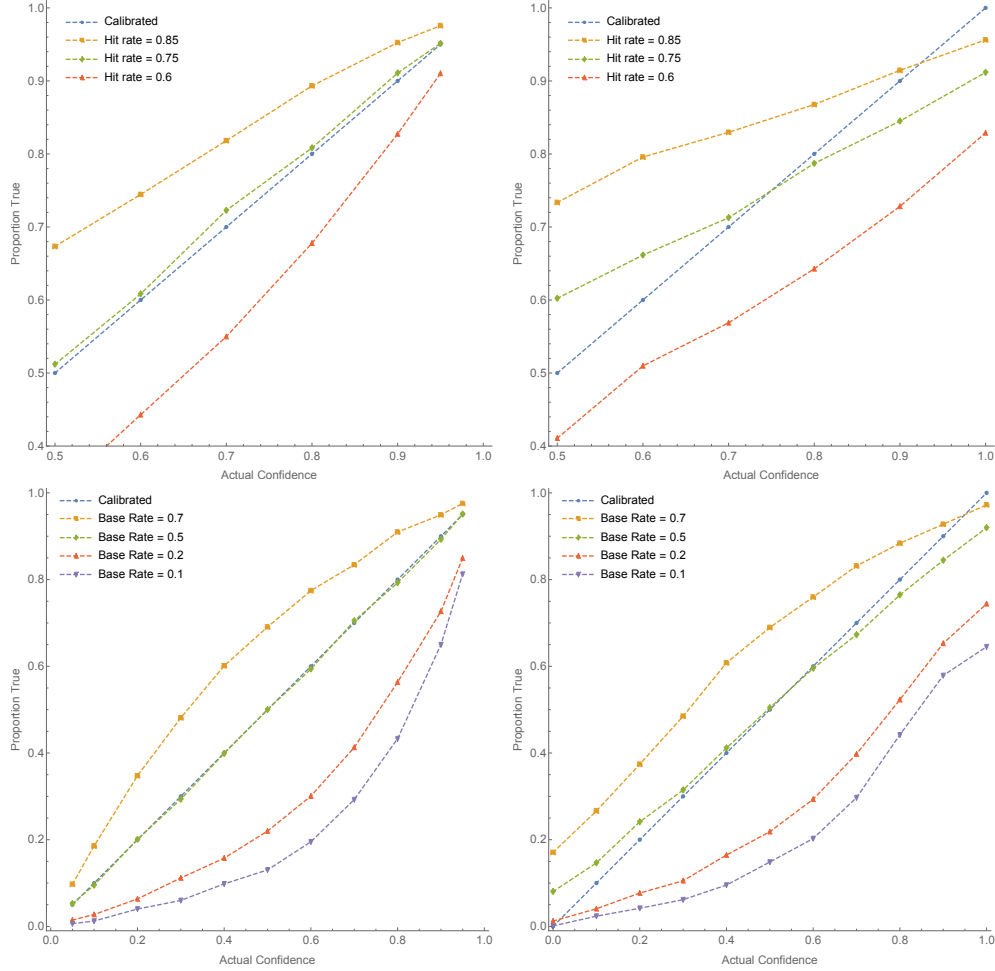 Calibrated
Hit rate = 0.85
Hit rate = 0.75
Hit rate = 0.6
1.0
0.9
0.8
0.7
0.6
0.5
0.4
Proportion True
0.5
0.6
0.7
0.8
0.9
1.0
Actual Confidence
Calibrated
Hit rate = 0.85
Hit rate = 0.75
Hit rate = 0.6
1.0
0.9
0.8
0.7
0.6
0.5
0.4
Proportion True
0.5
0.6
0.7
0.8
0.9
1.0
Actual Confidence
Calibrated
Base Rate = 0.7
Base Rate = 0.5
Base Rate = 0.2
Base Rate = 0.1
1.0
0.8
0.6
0.4
0.2
0.0
Proportion True
0.0
0.2
0.4
0.6
0.8
1.0
Actual Confidence
Calibrated
Base Rate = 0.7
Base Rate = 0.5
Base Rate = 0.2
Base Rate = 0.1
1.0
0.8
0.6
0.4
0.2
0.0
Proportion True
0.0
0.2
0.4
0.6
0.8
1.0
Actual Confidence